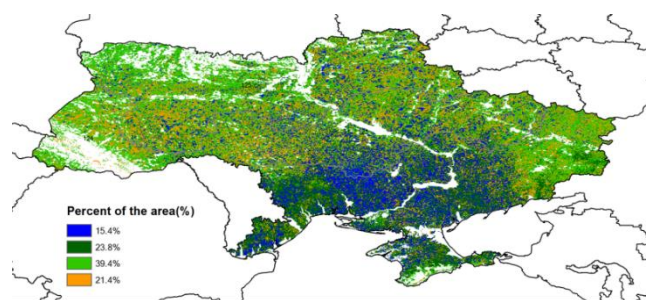 Percent of the area(%)
15.4%
23.8%
39.4%
21.4%